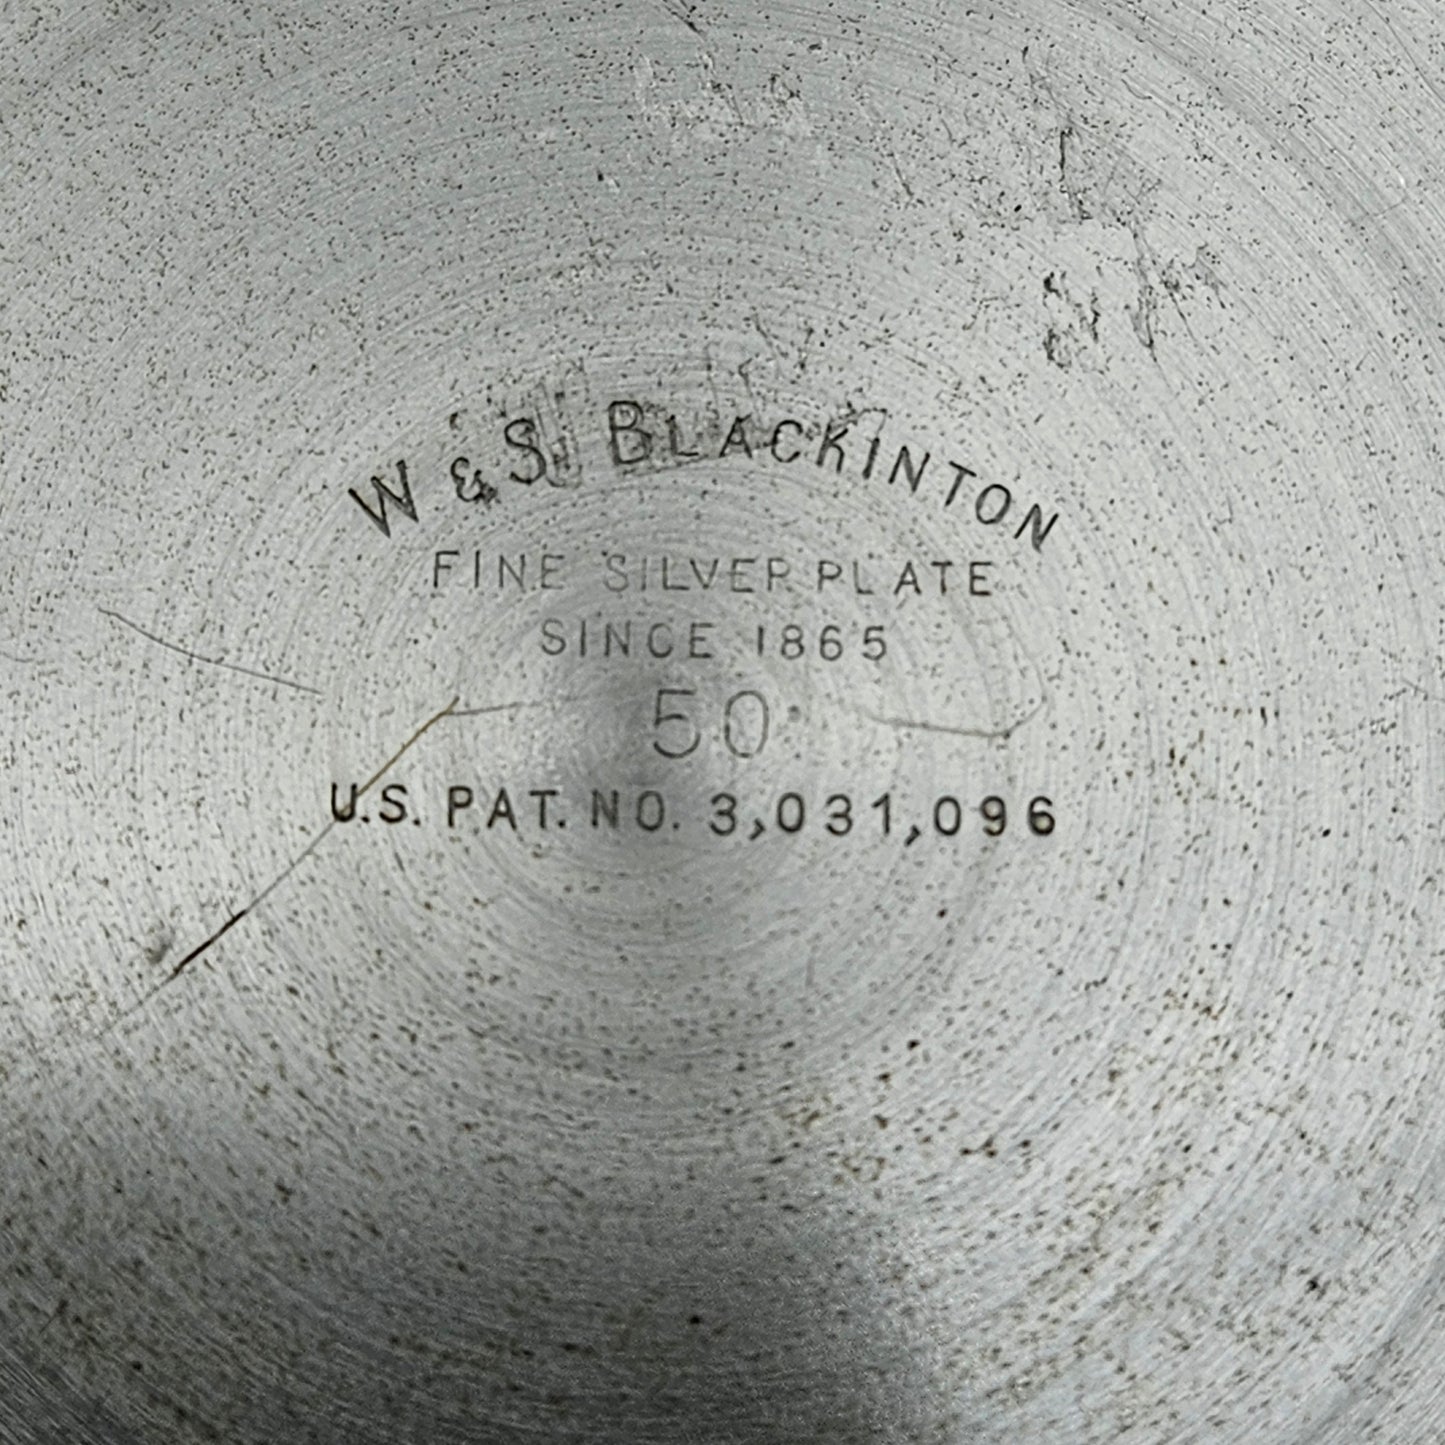 W & S. BLACKINTON
FINE SILVER PLATE
SINCE 1865
50
U.S. PAT. NO. 3,031,096